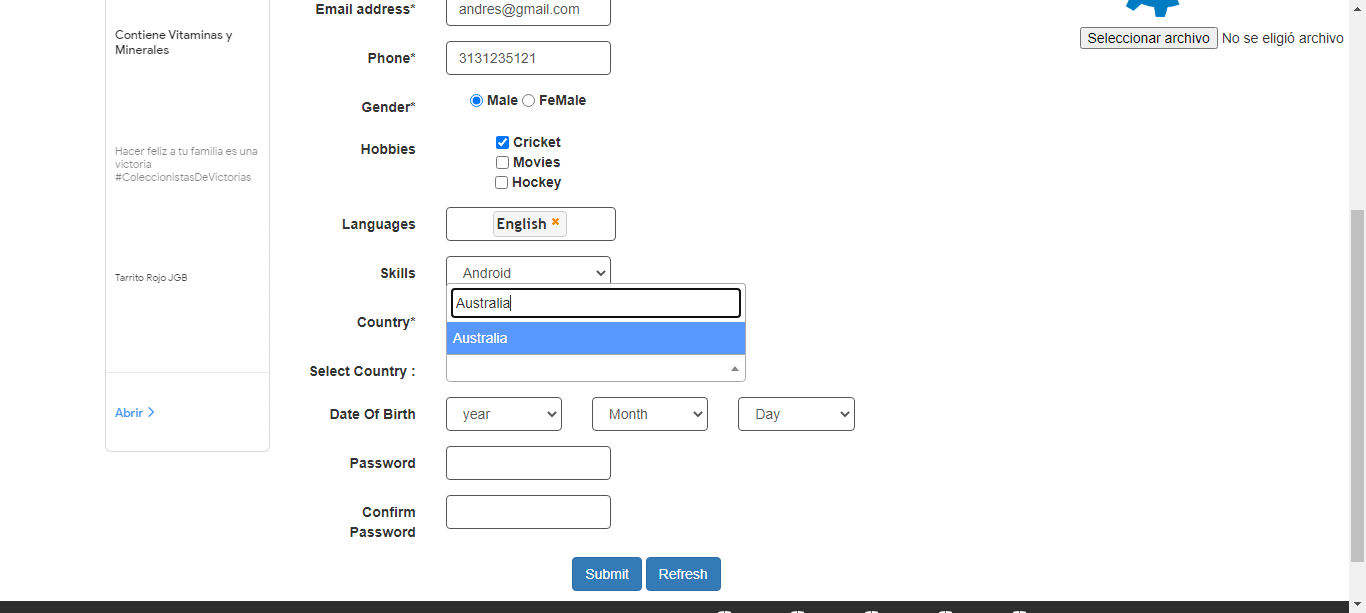 Email address*
andres@gmail.com
Seleccionar archivo No se eligió archivo
Contiene Vitaminas y
Minerales
Phone*
3131235121
Gender*
Male FeMale
Hobbies
Cricket
Movies
Hockey
Hacer feliz a tu familia es una
victoria
#ColeccionistasDeVictorias
Languages
English
Skills
Android
Tarrito Rojo JGB
Country*
Australia
Australia
Select Country :
Abrir
Date Of Birth
year
Month
Day
Password
Confirm
Password
Submit
Refresh